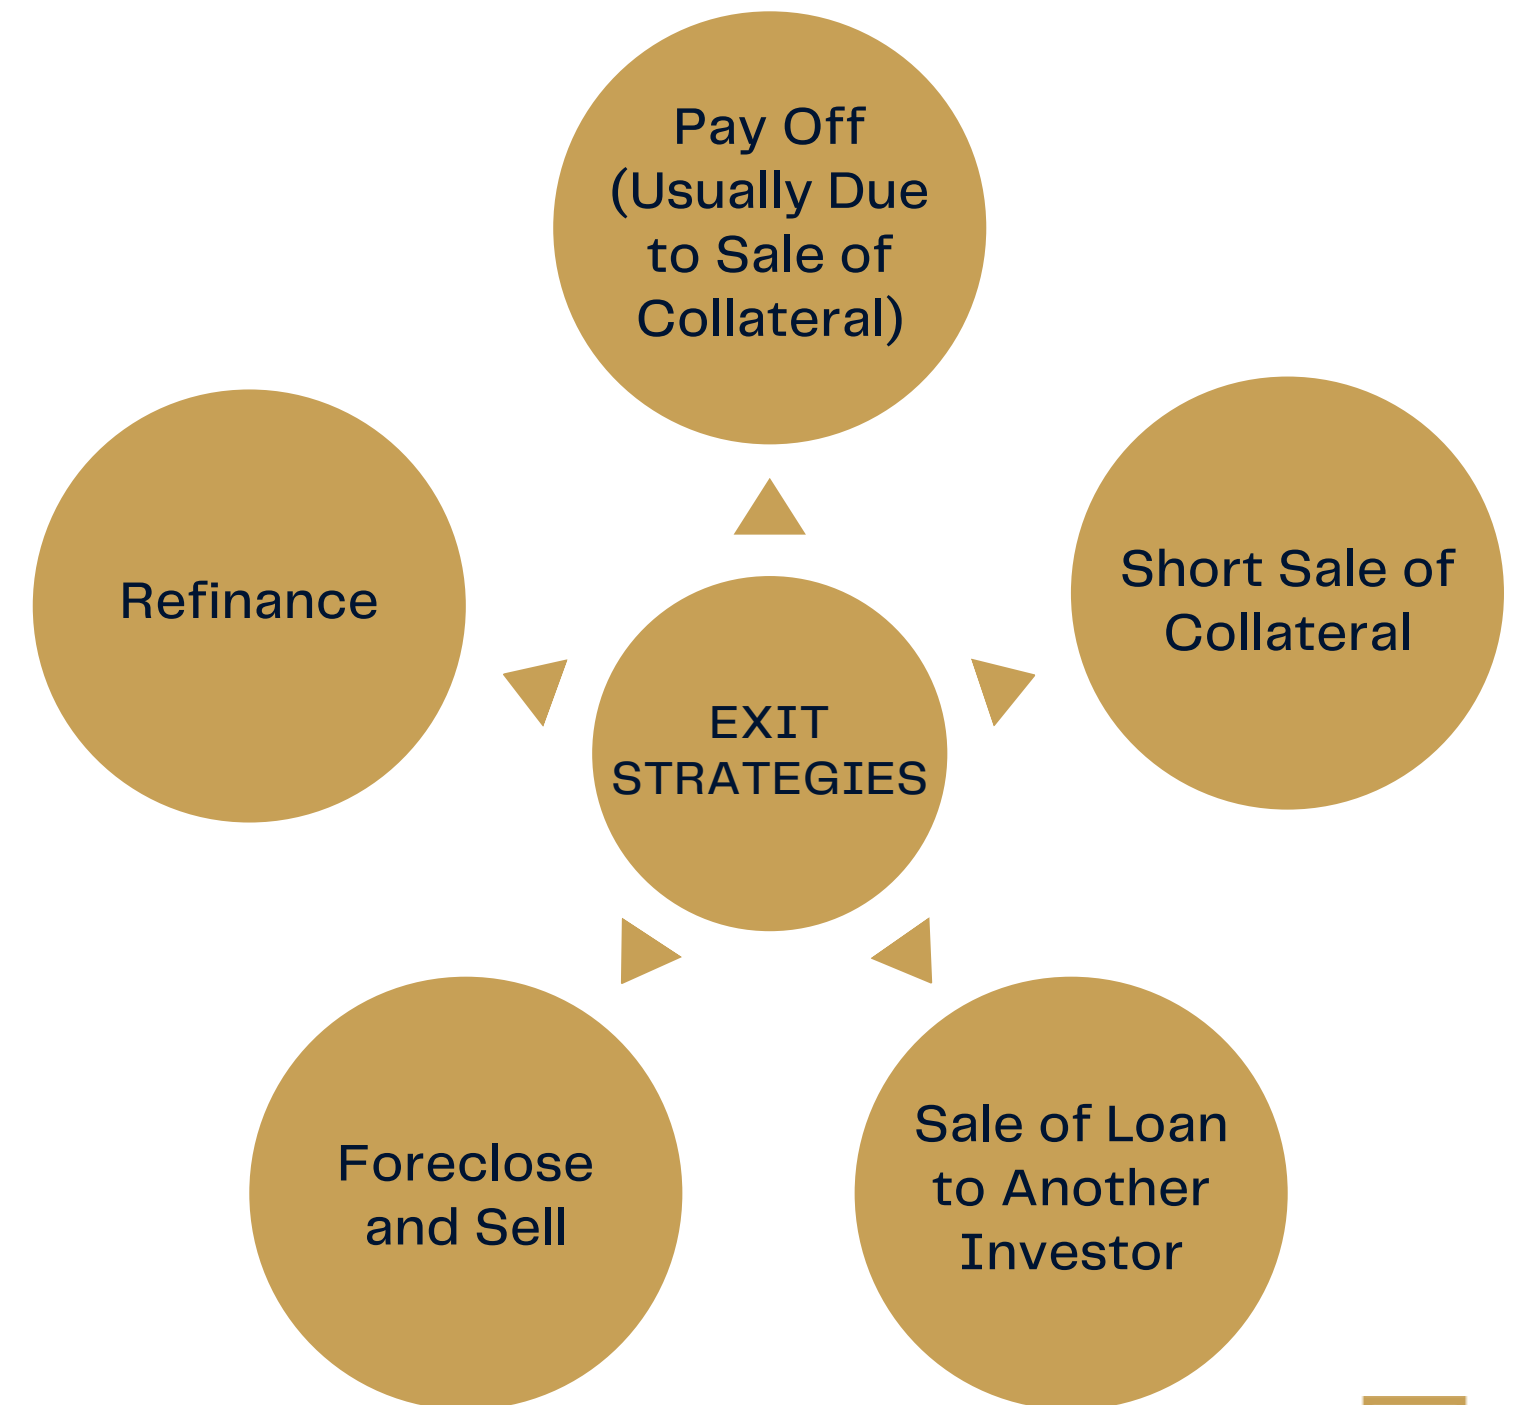 Pay Off
(Usually Due
to Sale of
Collateral)
Refinance
Short Sale of
Collateral
EXIT
STRATEGIES
Foreclose
and Sell
Sale of Loan
to Another
Investor